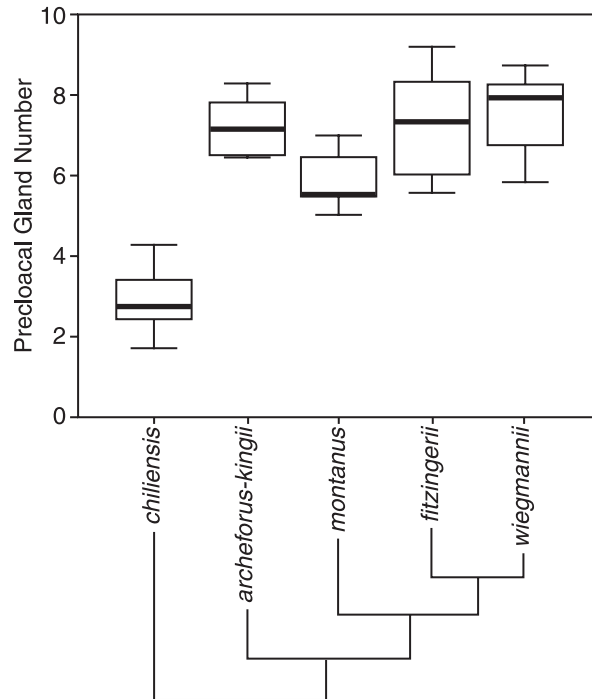 Precloacal Gland Number
10
8
6
4
2
0
chiliensis
archeforus-kingii
montanus
fitzingerii
wiegmannii